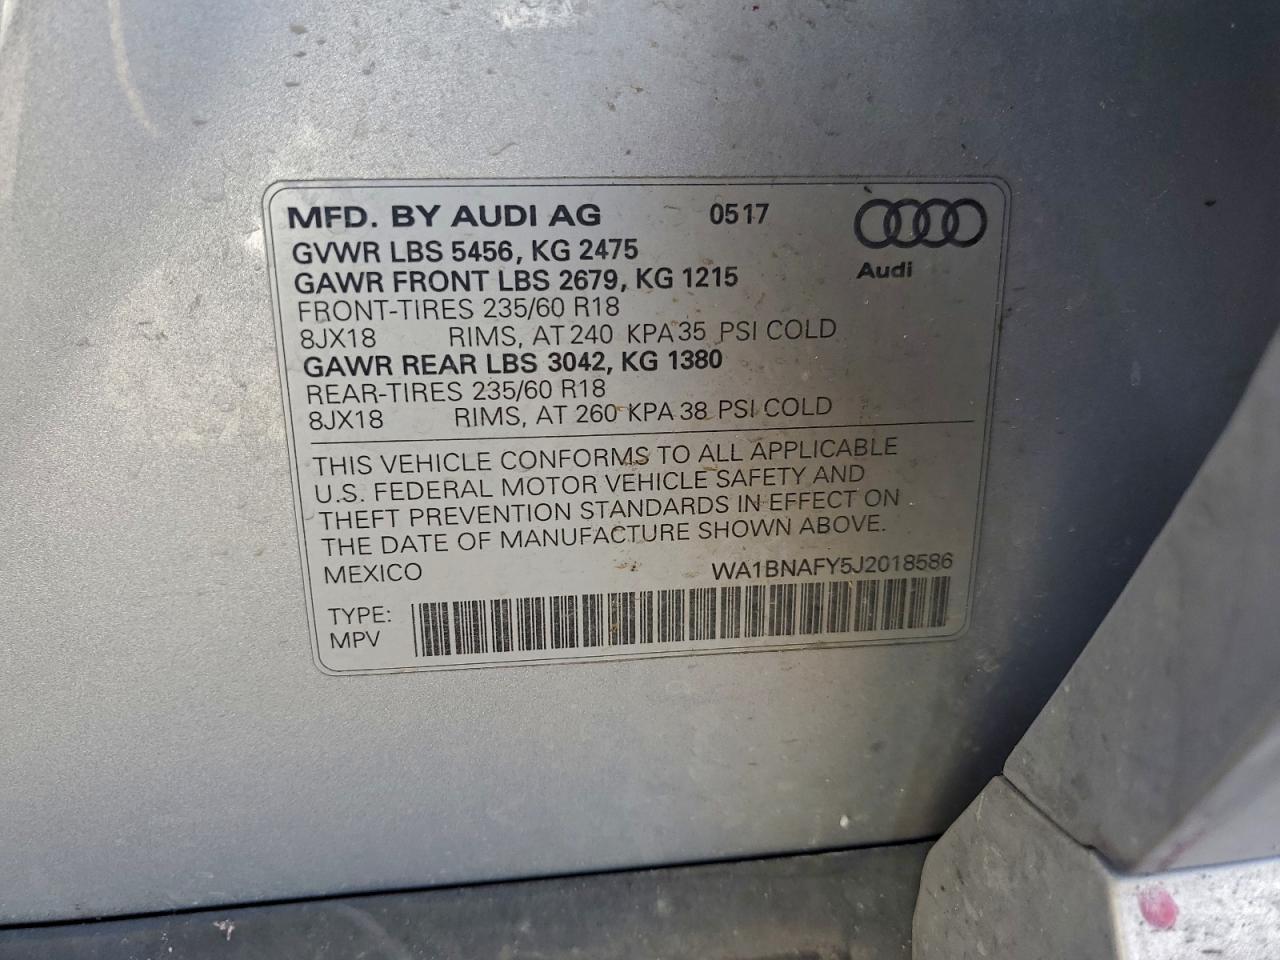 MFD. BY AUDI AG 0517
GVWR LBS 5456, KG 2475
GAWR FRONT LBS 2679, KG 1215
Audi
FRONT-TIRES 235/60 R18
8JX18 RIMS, AT 240 KPA 35 PSI COLD
GAWR REAR LBS 3042, KG 1380
REAR-TIRES 235/60 R18
8JX18 RIMS, AT 260 KPA 38 PSI COLD
THIS VEHICLE CONFORMS TO ALL APPLICABLE
U.S. FEDERAL MOTOR VEHICLE SAFETY AND
THEFT PREVENTION STANDARDS IN EFFECT ON
THE DATE OF MANUFACTURE SHOWN ABOVE.
MEXICO WA1BNAFY5J2018586
TYPE:
MPV